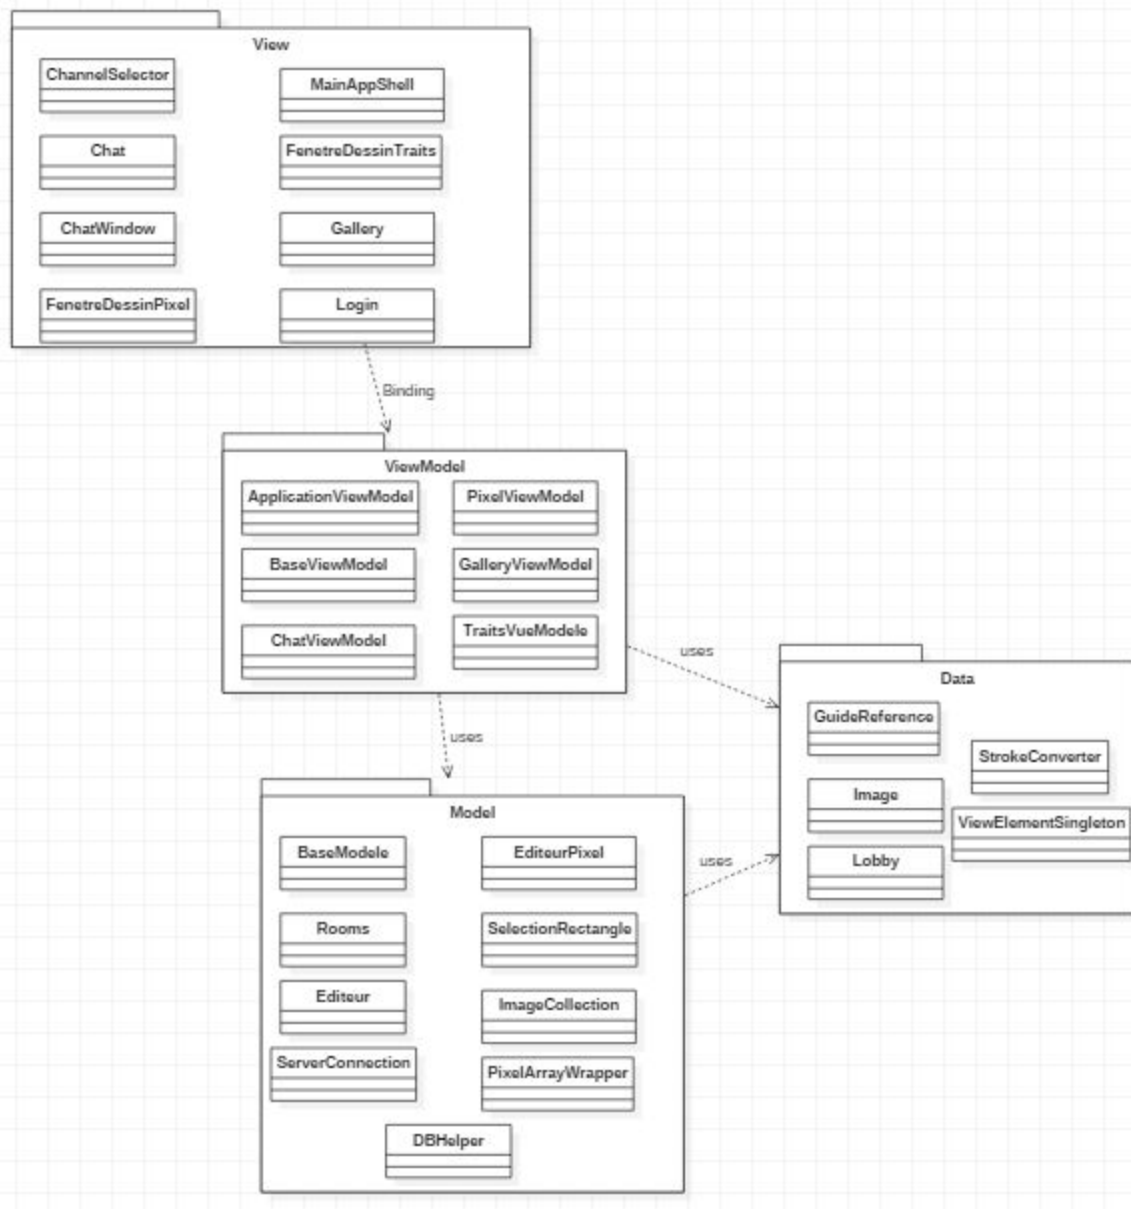 View
ChannelSelector
MainAppShell
Chat
FenetreDessinTraits
ChatWindow
Gallery
FenetreDessinPixel
Login
Binding
ViewModel
ApplicationViewModel
PixelViewModel
BaseViewModel
GalleryViewModel
ChatViewModel
TraitsVueModele
uses
uses
Data
GuideReference
StrokeConverter
Image
ViewElementSingleton
Lobby
uses
Model
BaseModele
EditeurPixel
Rooms
SelectionRectangle
Editeur
ImageCollection
ServerConnection
PixelArrayWrapper
DBHelper